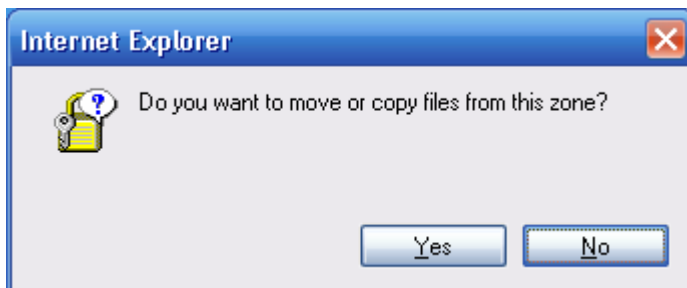 Internet Explorer
Do you want to move or copy files from this zone?
Yes
No